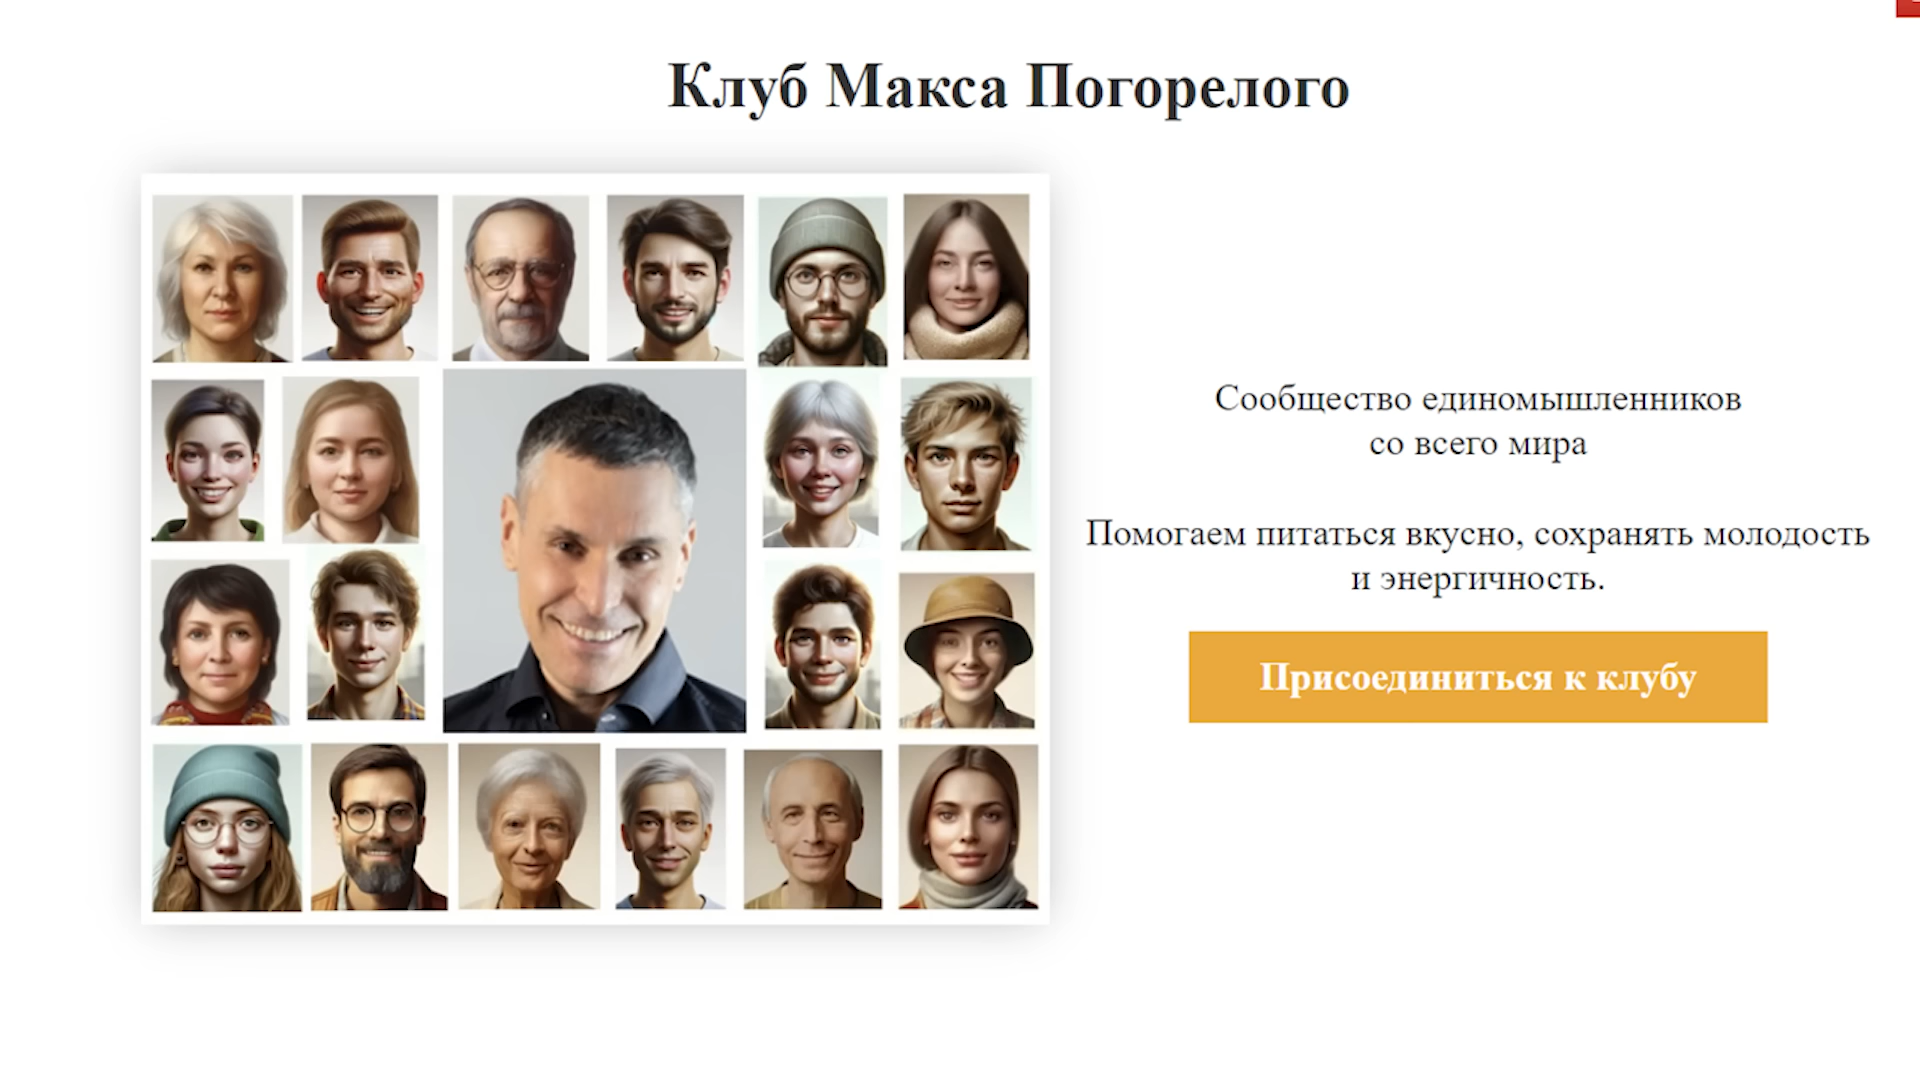 Клуб Макса Погорелого
Сообщество единомышленников
со всего мира
Помогаем питаться вкусно, сохранять молодость
и энергичность.
Присоединиться к клубу